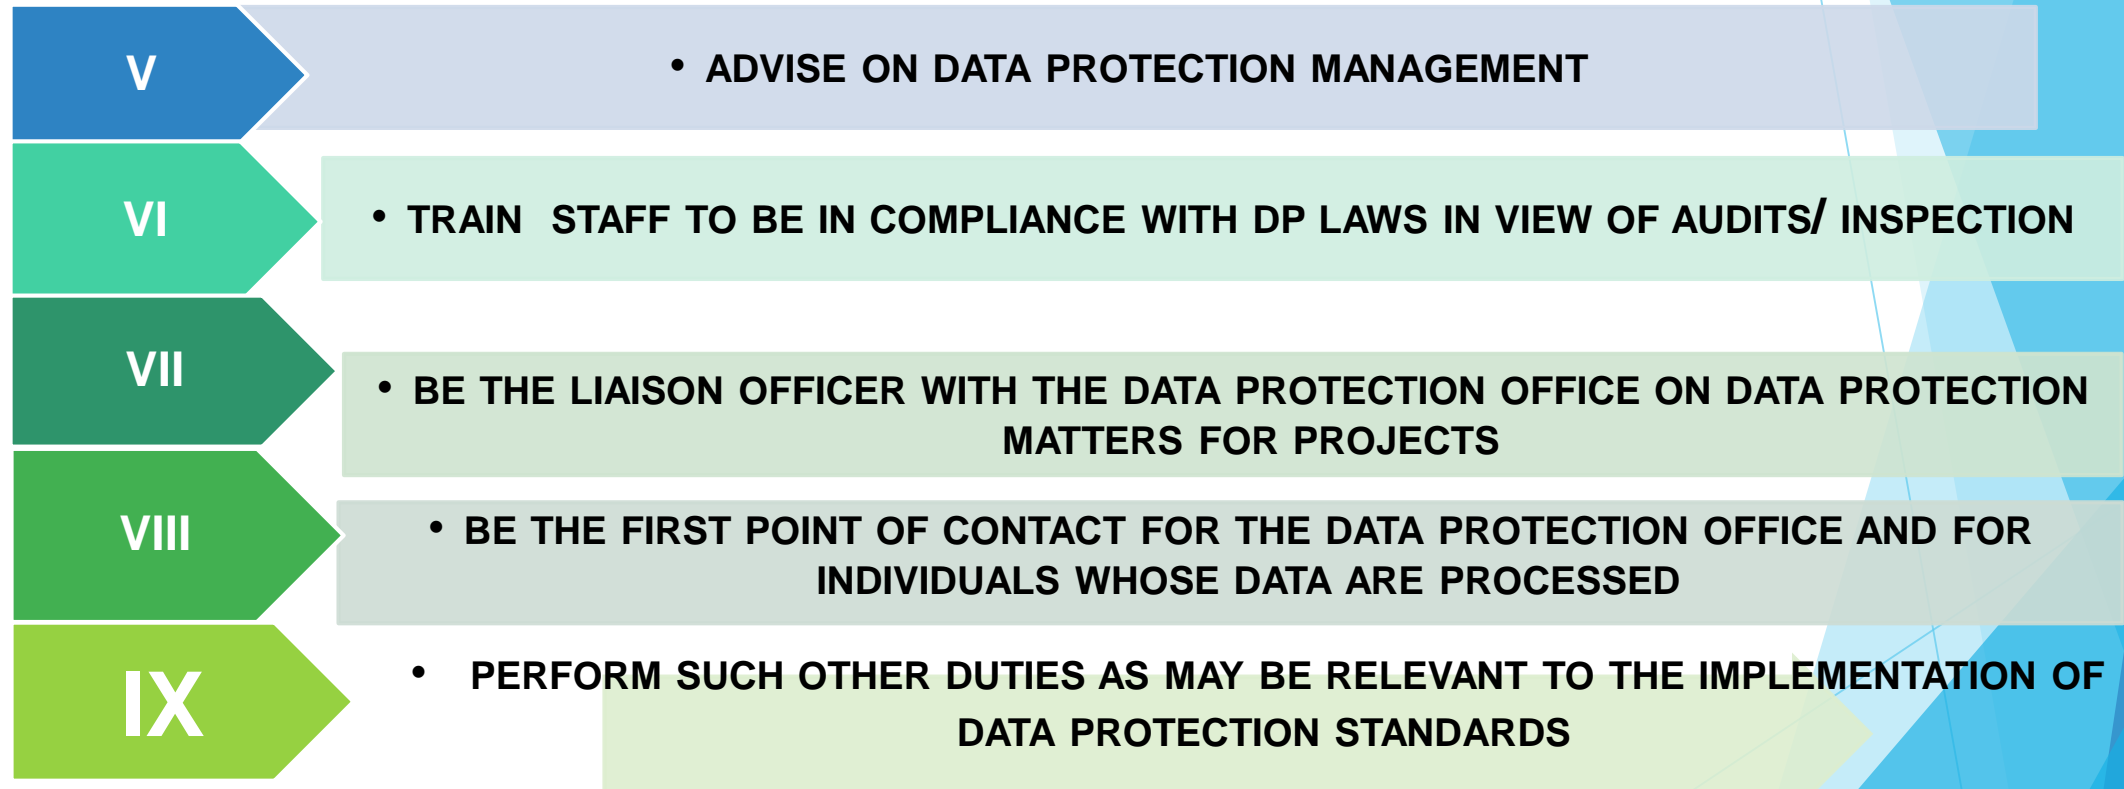 V
• ADVISE ON DATA PROTECTION MANAGEMENT
VI
• TRAIN STAFF TO BE IN COMPLIANCE WITH DP LAWS IN VIEW OF AUDITS/ INSPECTION
VII
• BE THE LIAISON OFFICER WITH THE DATA PROTECTION OFFICE ON DATA PROTECTION
MATTERS FOR PROJECTS
VIII
• BE THE FIRST POINT OF CONTACT FOR THE DATA PROTECTION OFFICE AND FOR
INDIVIDUALS WHOSE DATA ARE PROCESSED
IX
• PERFORM SUCH OTHER DUTIES AS MAY BE RELEVANT TO THE IMPLEMENTATION OF
DATA PROTECTION STANDARDS